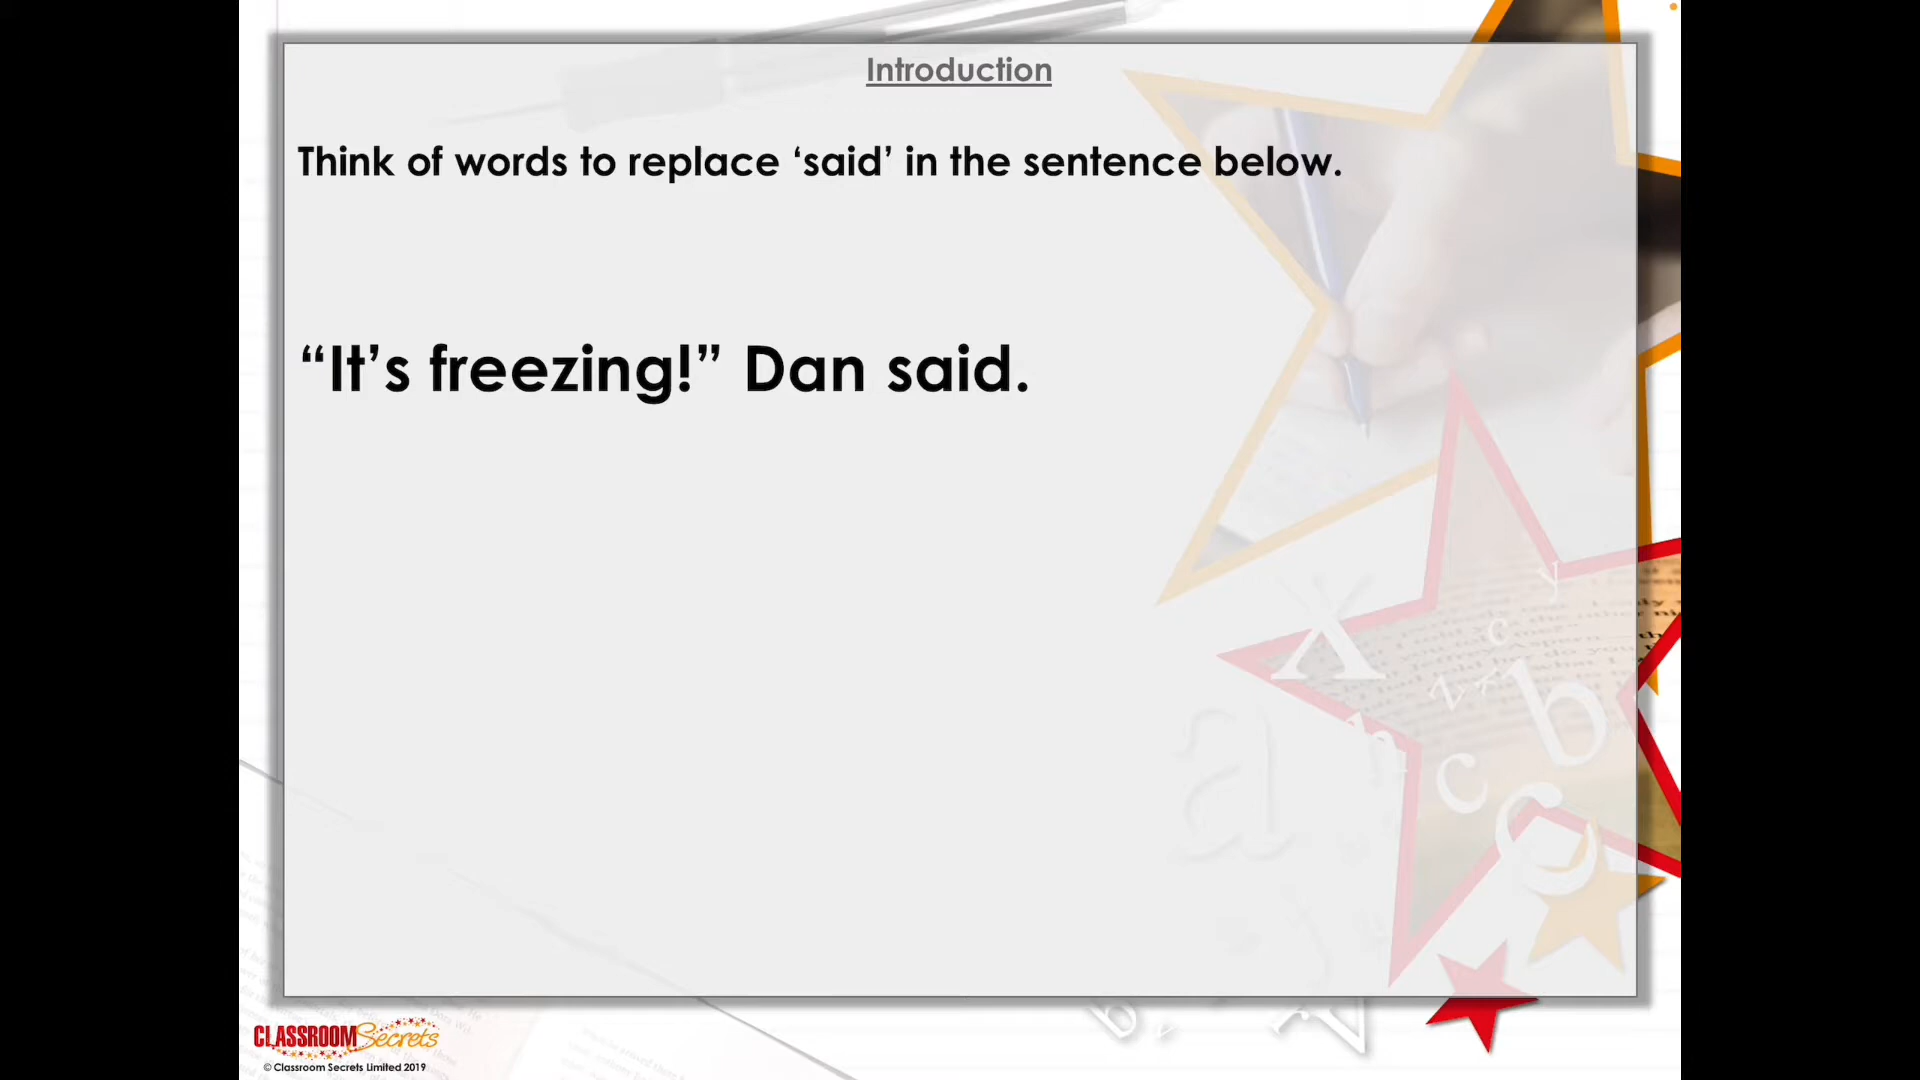 Introduction
Think of words to replace ‘said’ in the sentence below.
“It’s freezing!” Dan said.
CLASSROOM Secrets
© Classroom Secrets Limited 2019